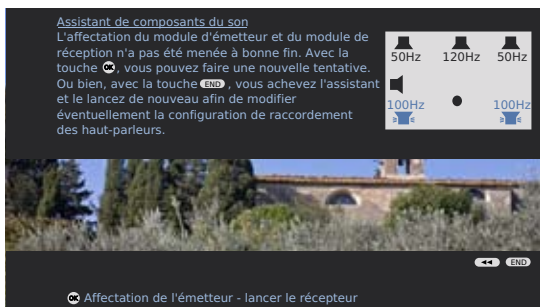 Assistant de composants du son
L'affectation du module d'émetteur et du module de
réception n'a pas été menée à bonne fin. Avec la
touche OK, vous pouvez faire une nouvelle tentative.
Ou bien, avec la touche END, vous achevez l'assistant
et le lancez de nouveau afin de modifier
éventuellement la configuration de raccordement
des haut-parleurs.
50Hz 120Hz 50Hz
100Hz 100Hz
END
OK Affectation de l'émetteur - lancer le récepteur